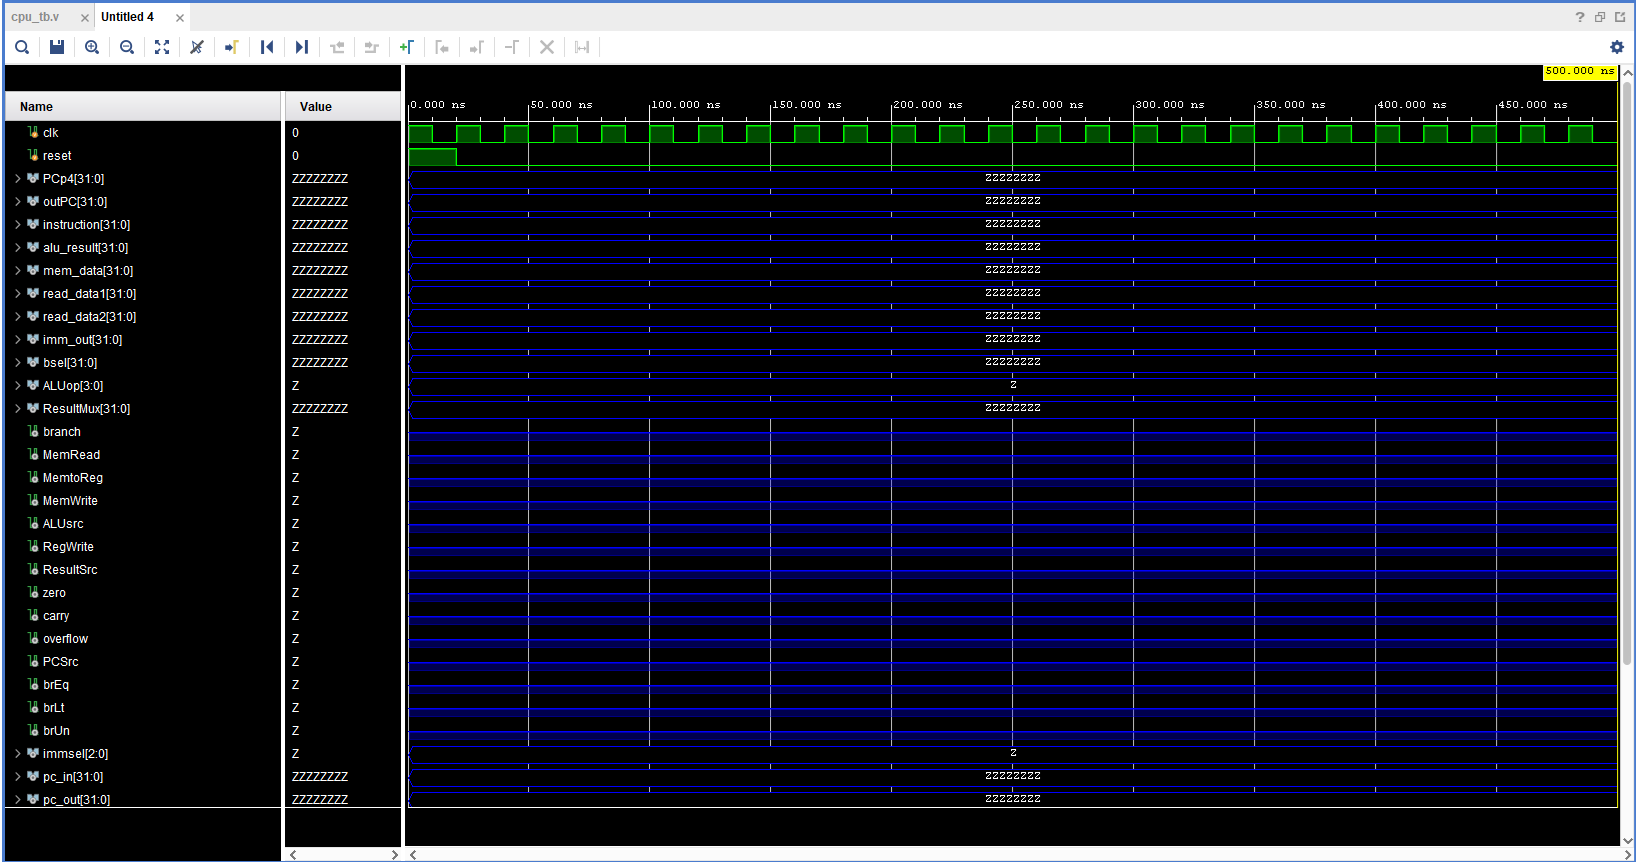 cpu_tb.v × Untitled 4 ×
?
500.000 ns
Name Value
0.000 ns 50.000 ns 100.000 ns 150.000 ns 200.000 ns 250.000 ns 300.000 ns 350.000 ns 400.000 ns 450.000 ns
clk 0
reset 0
PCp4[31:0] ZZZZZZZZ ZZZZZZZZ
outPC[31:0] ZZZZZZZZ ZZZZZZZZ
instruction[31:0] ZZZZZZZZ ZZZZZZZZ
alu_result[31:0] ZZZZZZZZ ZZZZZZZZ
mem_data[31:0] ZZZZZZZZ ZZZZZZZZ
read_data1[31:0] ZZZZZZZZ ZZZZZZZZ
read_data2[31:0] ZZZZZZZZ ZZZZZZZZ
imm_out[31:0] ZZZZZZZZ ZZZZZZZZ
bsel[31:0] ZZZZZZZZ ZZZZZZZZ
ALUop[3:0] Z Z
ResultMux[31:0] ZZZZZZZZ ZZZZZZZZ
branch Z
MemRead Z
MemtoReg Z
MemWrite Z
ALUsrc Z
RegWrite Z
ResultSrc Z
zero Z
carry Z
overflow Z
PCSrc Z
brEq Z
brLt Z
brUn Z
immsel[2:0] Z Z
pc_in[31:0] ZZZZZZZZ ZZZZZZZZ
pc_out[31:0] ZZZZZZZZ ZZZZZZZZ